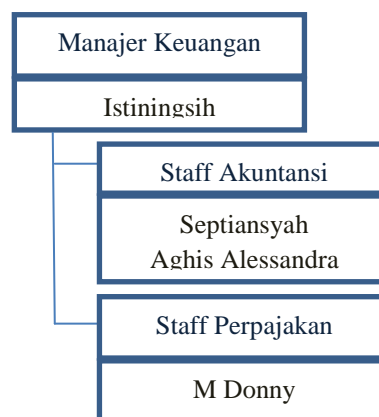 Manajer Keuangan
Istiningsih
Staff Akuntansi
Septiansyah
Aghis Alessandra
Staff Perpajakan
M Donny